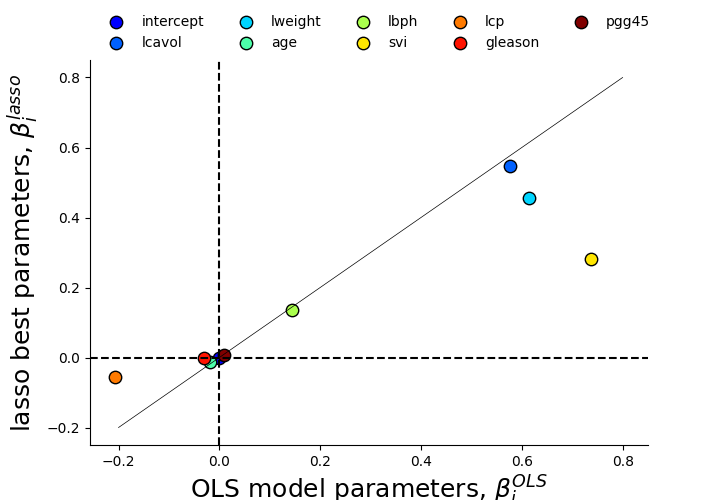 intercept lweight lbph lcp pgg45
lcavol age svi gleason
lasso best parameters, β_i^lasso
0.8
0.6
0.4
0.2
0.0
−0.2
−0.2 0.0 0.2 0.4 0.6 0.8
OLS model parameters, β_i^OLS